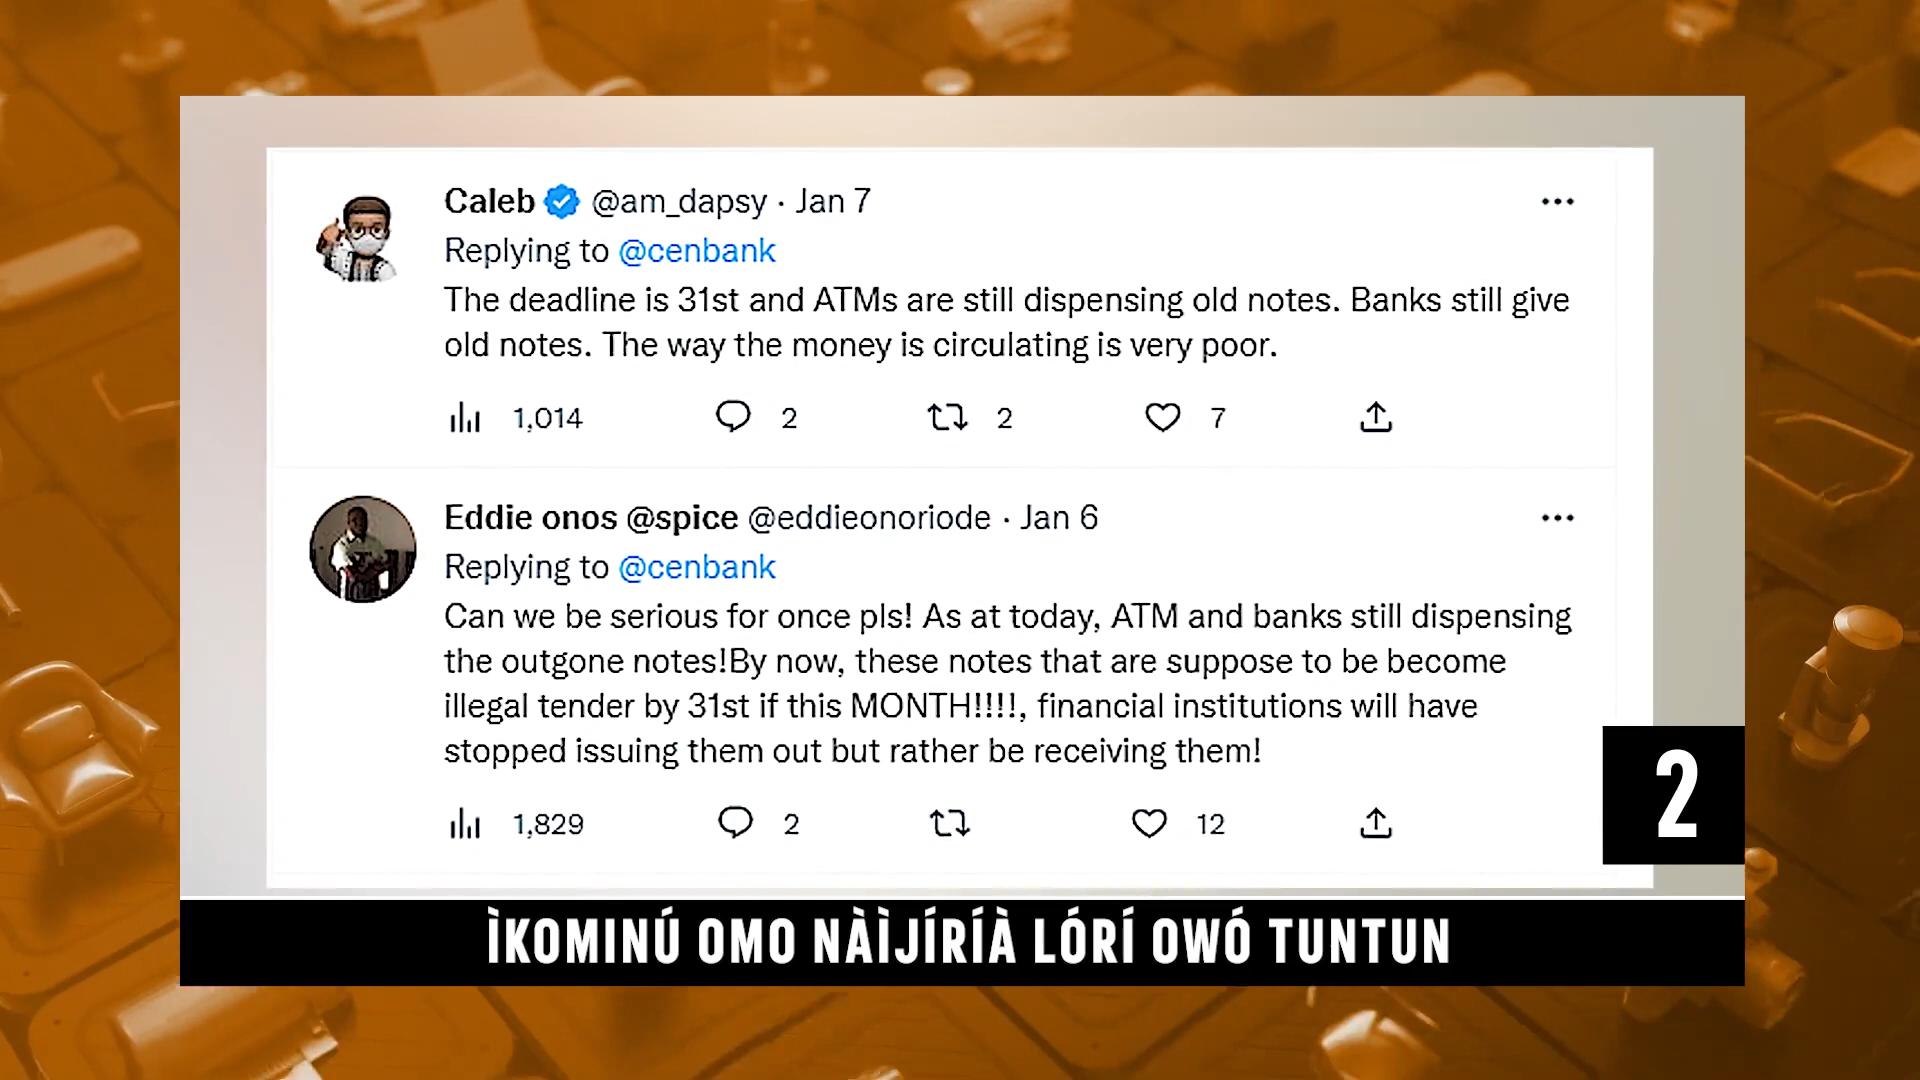 Caleb @am_dapsy · Jan 7
Replying to @cenbank
The deadline is 31st and ATMs are still dispensing old notes. Banks still give
old notes. The way the money is circulating is very poor.
1,014 2 2 7
Eddie onos @spice @eddieonoriode · Jan 6
Replying to @cenbank
Can we be serious for once pls! As at today, ATM and banks still dispensing
the outgone notes!By now, these notes that are suppose to be become
illegal tender by 31st if this MONTH!!!!, financial institutions will have
stopped issuing them out but rather be receiving them!
1,829 2 12
2
ÌKOMINÚ OMO NÀÌJÍRÍÀ LÓRÍ OWÓ TUNTUN